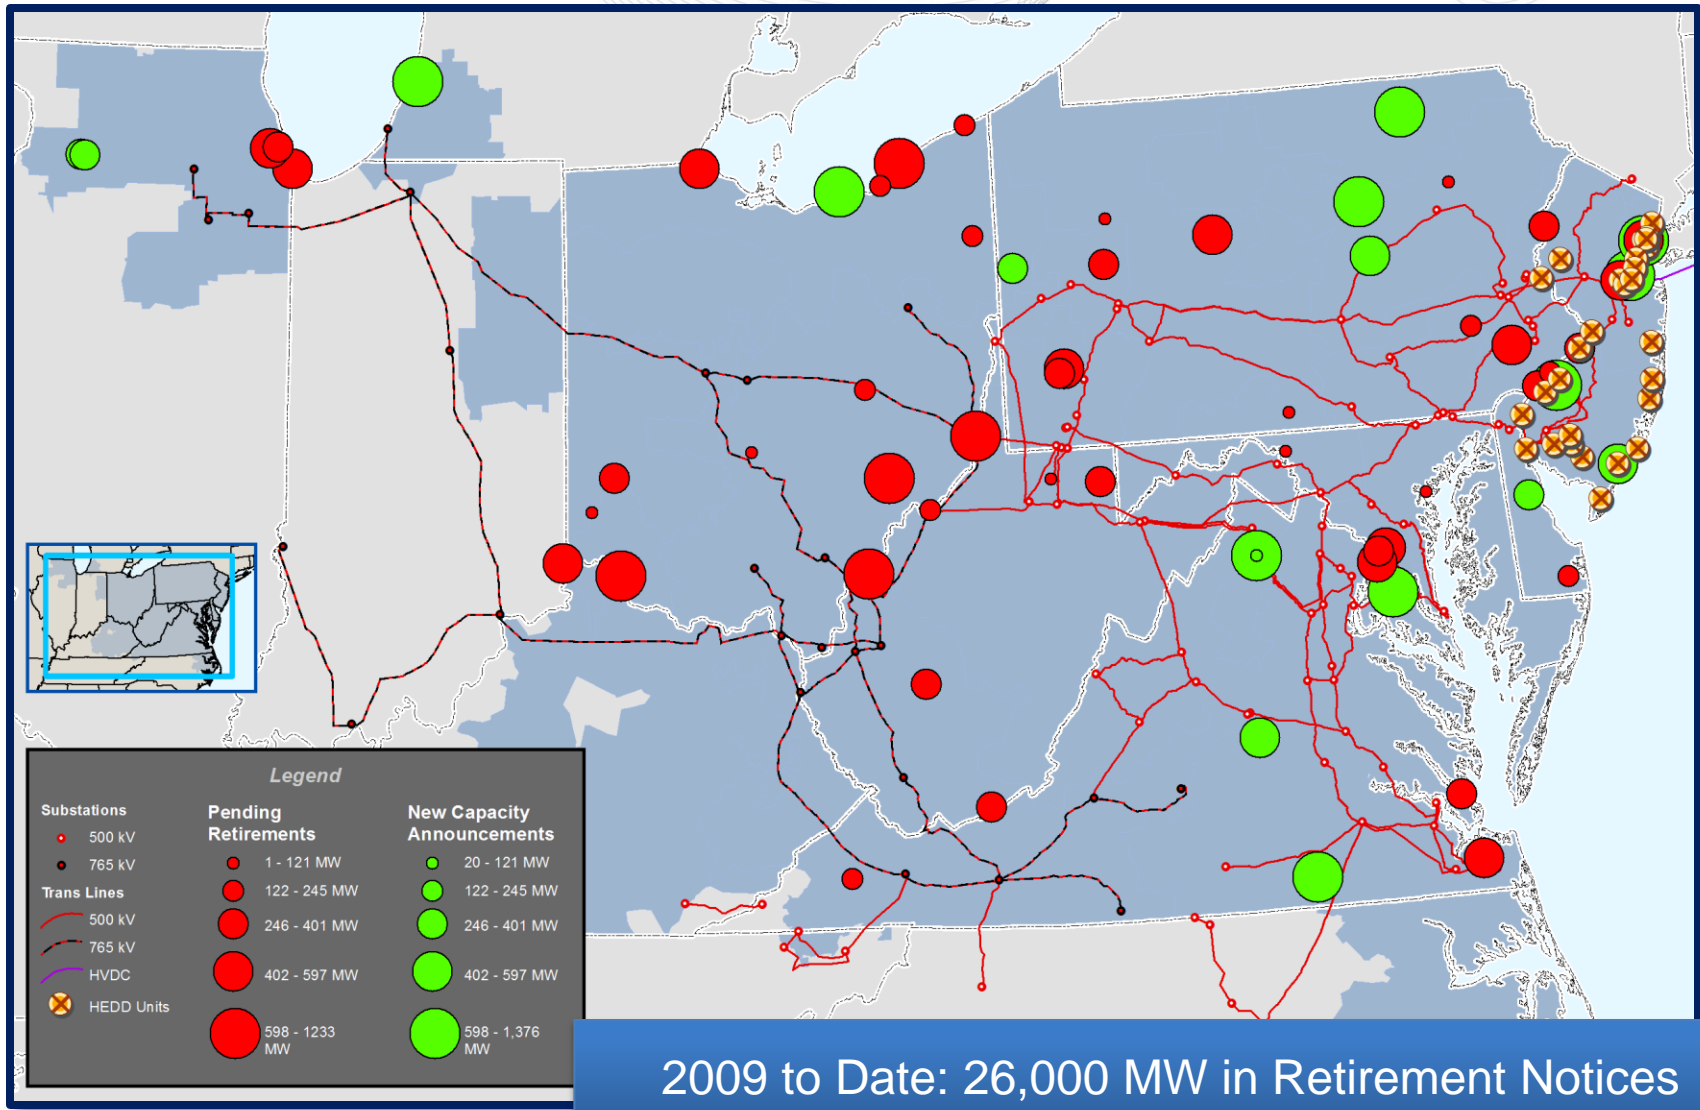 Legend
Substations
500 kV
765 kV
Trans Lines
500 kV
765 kV
HVDC
HEDD Units
Pending
Retirements
1 - 121 MW
122 - 245 MW
246 - 401 MW
402 - 597 MW
598 - 1233
MW
New Capacity
Announcements
20 - 121 MW
122 - 245 MW
246 - 401 MW
402 - 597 MW
598 - 1,376
MW
2009 to Date: 26,000 MW in Retirement Notices